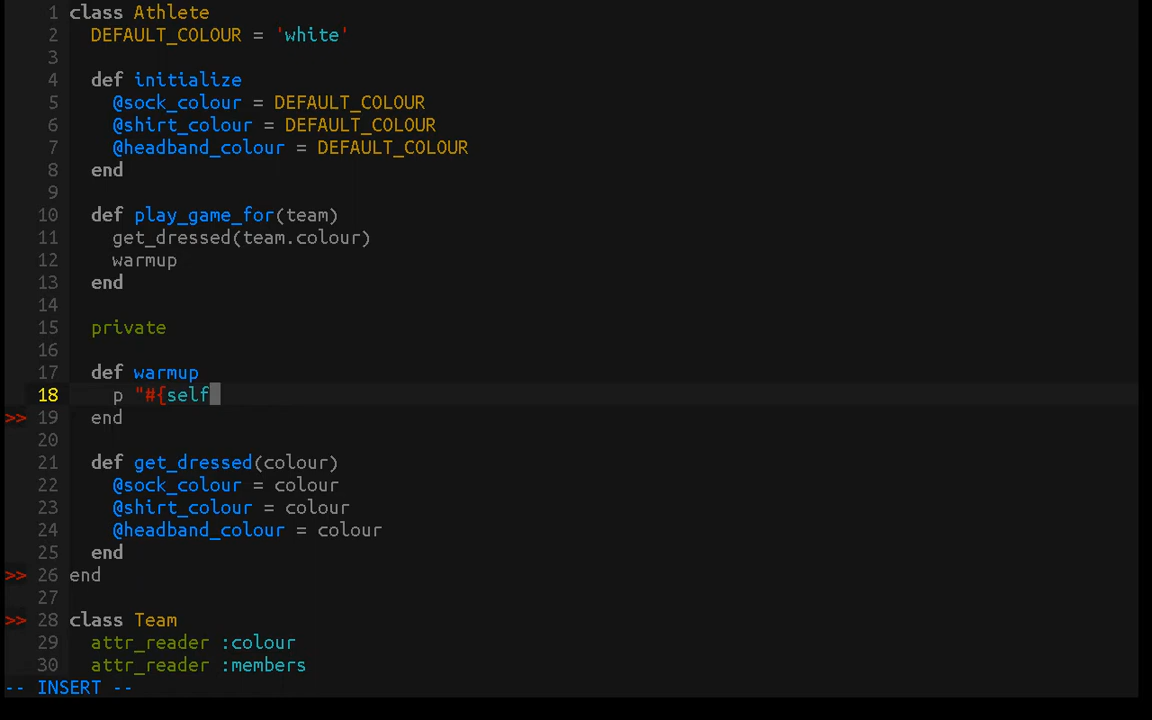 1 class Athlete
2   DEFAULT_COLOUR = 'white'
3
4   def initialize
5     @sock_colour = DEFAULT_COLOUR
6     @shirt_colour = DEFAULT_COLOUR
7     @headband_colour = DEFAULT_COLOUR
8   end
9
10   def play_game_for(team)
11     get_dressed(team.colour)
12     warmup
13   end
14
15   private
16
17   def warmup
18     p "#{self
>> 19   end
20
21   def get_dressed(colour)
22     @sock_colour = colour
23     @shirt_colour = colour
24     @headband_colour = colour
25   end
>> 26 end
27
>> 28 class Team
29   attr_reader :colour
30   attr_reader :members
-- INSERT --